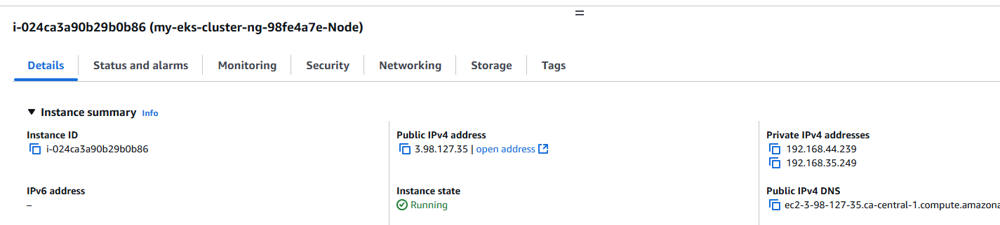 i-024ca3a90b29b0b86 (my-eks-cluster-ng-98fe4a7e-Node)
Details Status and alarms Monitoring Security Networking Storage Tags
Instance summary Info
Instance ID
i-024ca3a90b29b0b86
Public IPv4 address
3.98.127.35 | open address
Private IPv4 addresses
192.168.44.239
192.168.35.249
IPv6 address
–
Instance state
Running
Public IPv4 DNS
ec2-3-98-127-35.ca-central-1.compute.amazona